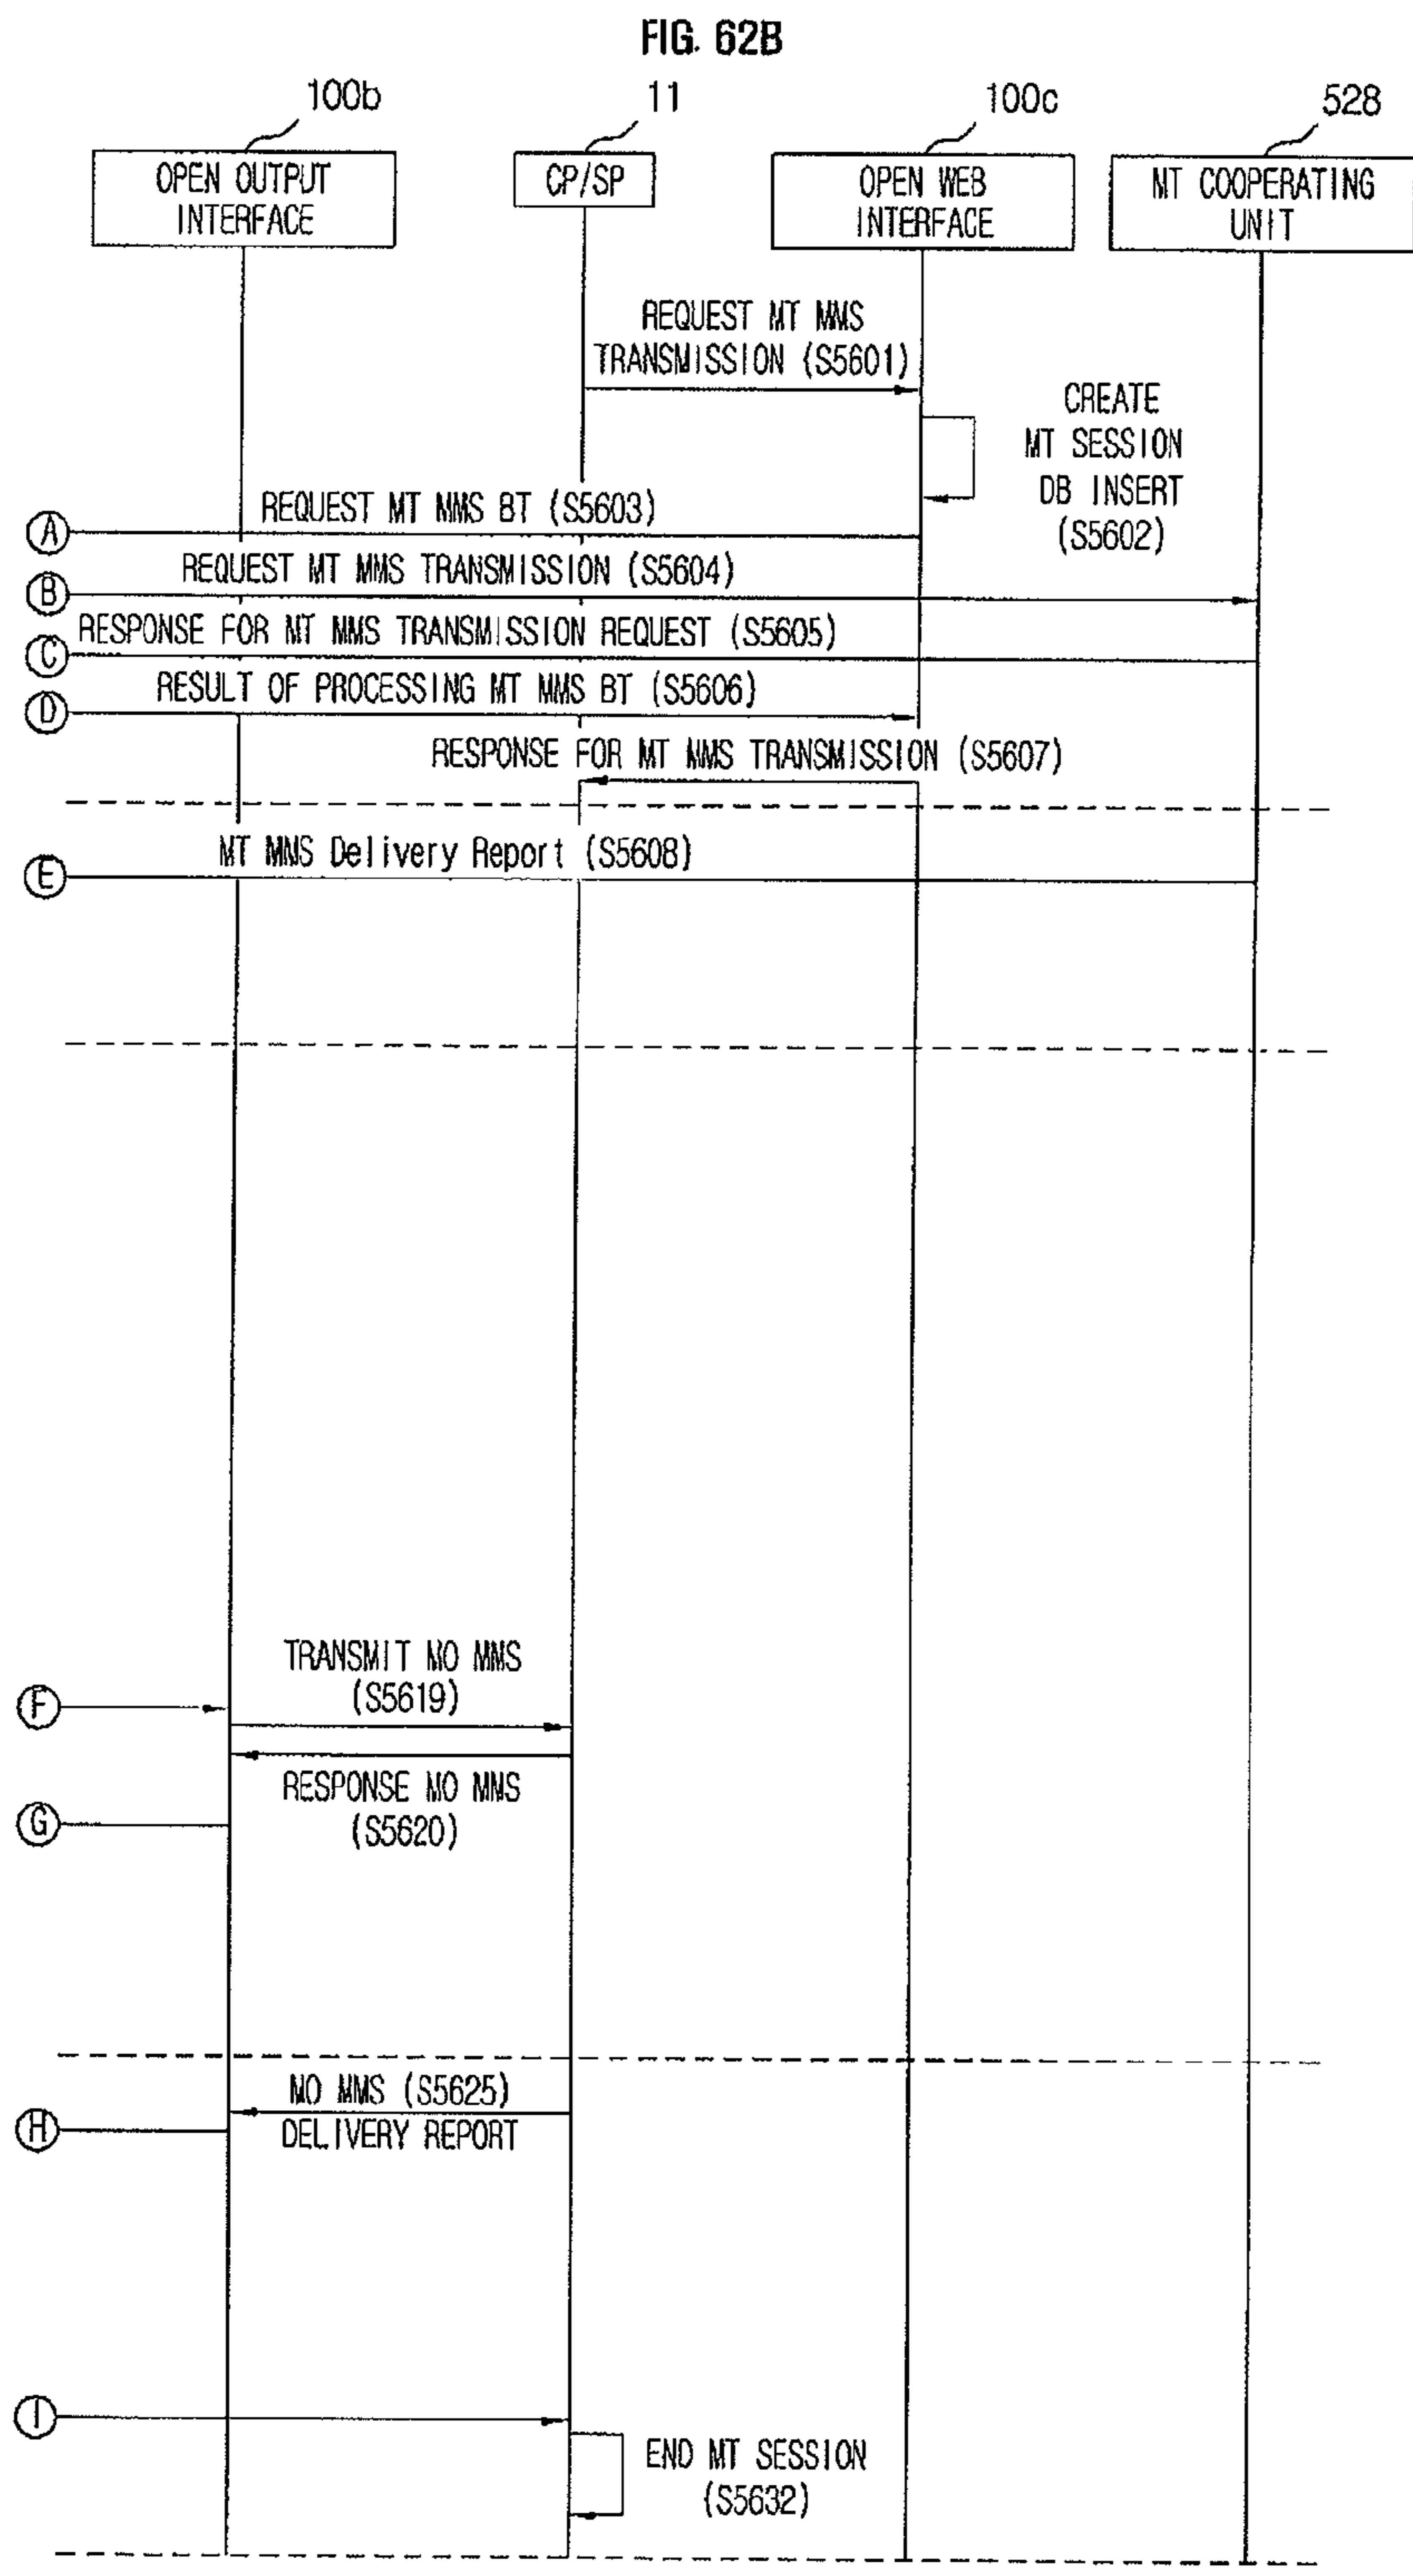 FIG. 62B
100b
11
100c
528
OPEN OUTPUT
INTERFACE
CP/SP
OPEN WEB
INTERFACE
MT COOPERATING
UNIT
REQUEST MT MMS
TRANSMISSION (S5601)
CREATE
MT SESSION
DB INSERT
(S5602)
REQUEST MT MMS BT (S5603)
A
REQUEST MT MMS TRANSMISSION (S5604)
B
RESPONSE FOR MT MMS TRANSMISSION REQUEST (S5605)
C
RESULT OF PROCESSING MT MMS BT (S5606)
D
RESPONSE FOR MT MMS TRANSMISSION (S5607)
MT MMS Delivery Report (S5608)
E
TRANSMIT MO MMS
(S5619)
F
RESPONSE MO MMS
(S5620)
G
MO MMS (S5625)
DELIVERY REPORT
H
I
END MT SESSION
(S5632)